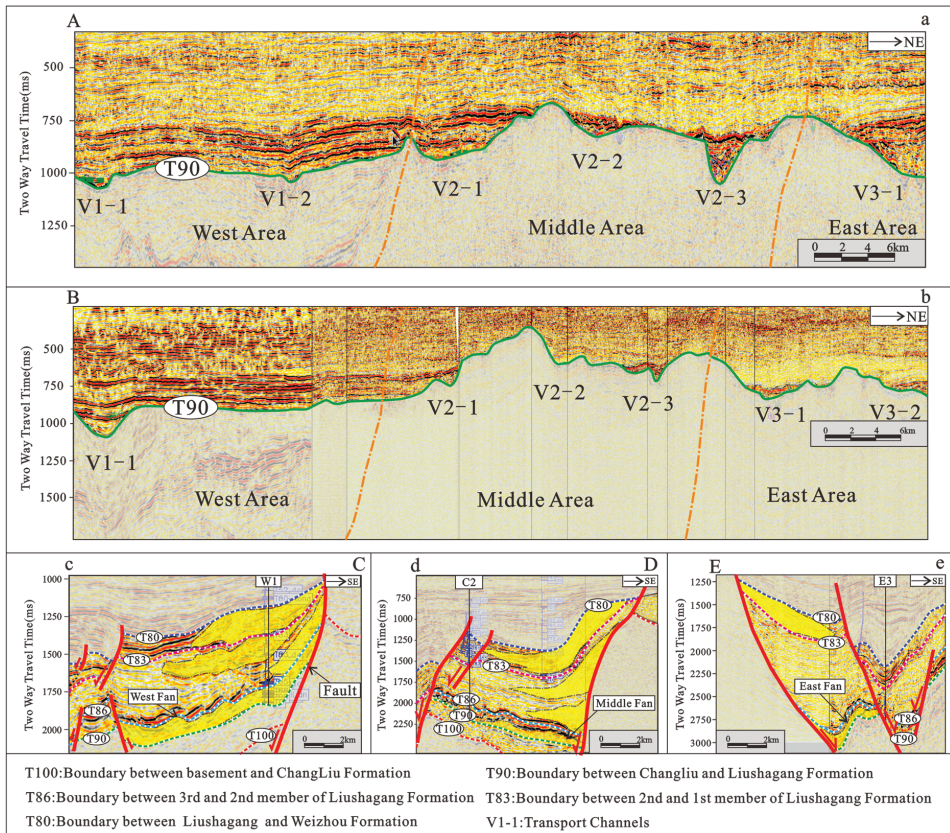 A
a
NE
Two Way Travel Time(ms)
500
750
1000
1250
T90
V1-1
V1-2
V2-1
V2-2
V2-3
V3-1
West Area
Middle Area
East Area
0 2 4 6km
B
b
NE
Two Way Travel Time(ms)
500
750
1000
1250
1500
T90
V1-1
V2-1
V2-2
V2-3
V3-1
V3-2
West Area
Middle Area
East Area
0 2 4 6km
c
C
W1
SE
Two Way Travel Time(ms)
1000
1250
1500
1750
2000
T80
T83
T86
T90
T100
West Fan
Fault
0 2km
d
D
C2
SE
Two Way Travel Time(ms)
750
1000
1250
1500
1750
2000
2250
T80
T83
T86
T90
T100
Middle Fan
0 2km
E
e
E3
SE
Two Way Travel Time(ms)
1250
1500
1750
2000
2250
2500
2750
3000
T80
T83
T86
T90
East Fan
0 2km
T100:Boundary between basement and ChangLiu Formation
T90:Boundary between Changliu and Liushagang Formation
T86:Boundary between 3rd and 2nd member of Liushagang Formation
T83:Boundary between 2nd and 1st member of Liushagang Formation
T80:Boundary between Liushagang and Weizhou Formation
V1-1:Transport Channels